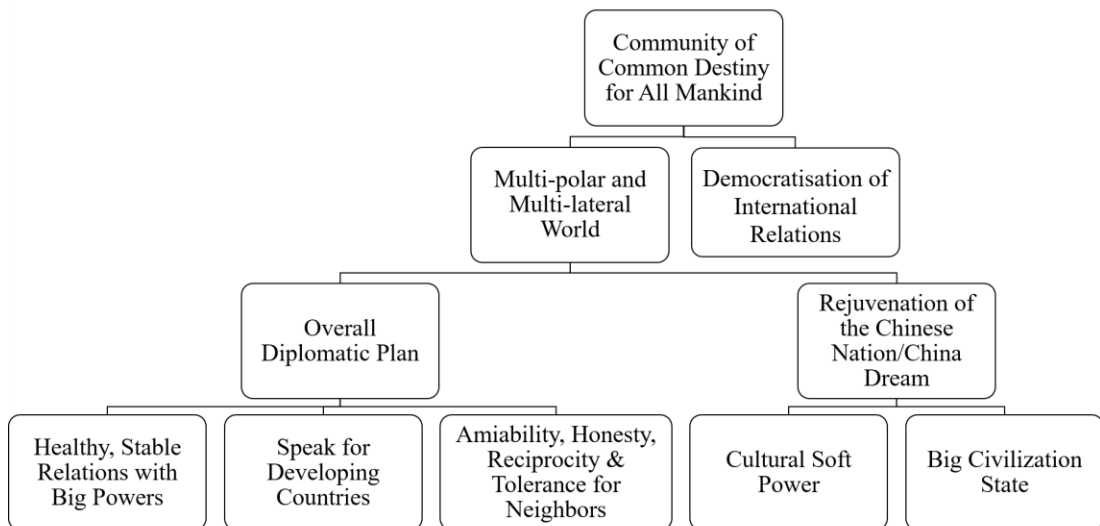 Community of
Common Destiny
for All Mankind
Multi-polar and
Multi-lateral
World
Democratisation of
International
Relations
Overall
Diplomatic Plan
Rejuvenation of
the Chinese
Nation/China
Dream
Healthy, Stable
Relations with
Big Powers
Speak for
Developing
Countries
Amiability, Honesty,
Reciprocity &
Tolerance for
Neighbors
Cultural Soft
Power
Big Civilization
State